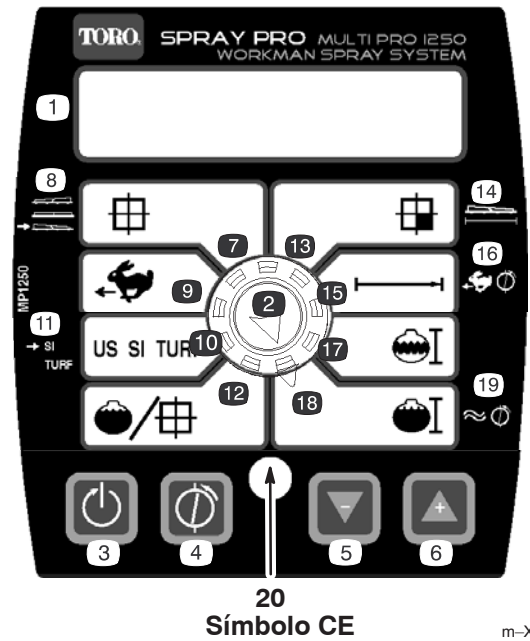 TORO. SPRAY PRO MULTI PRO 1250
WORKMAN SPRAY SYSTEM
1
8
14
7
13
16
MP1250
9
2
15
11
→ SI
TURF
US SI TUR
10
17
12
18
19
3
4
5
6
20
Símbolo CE